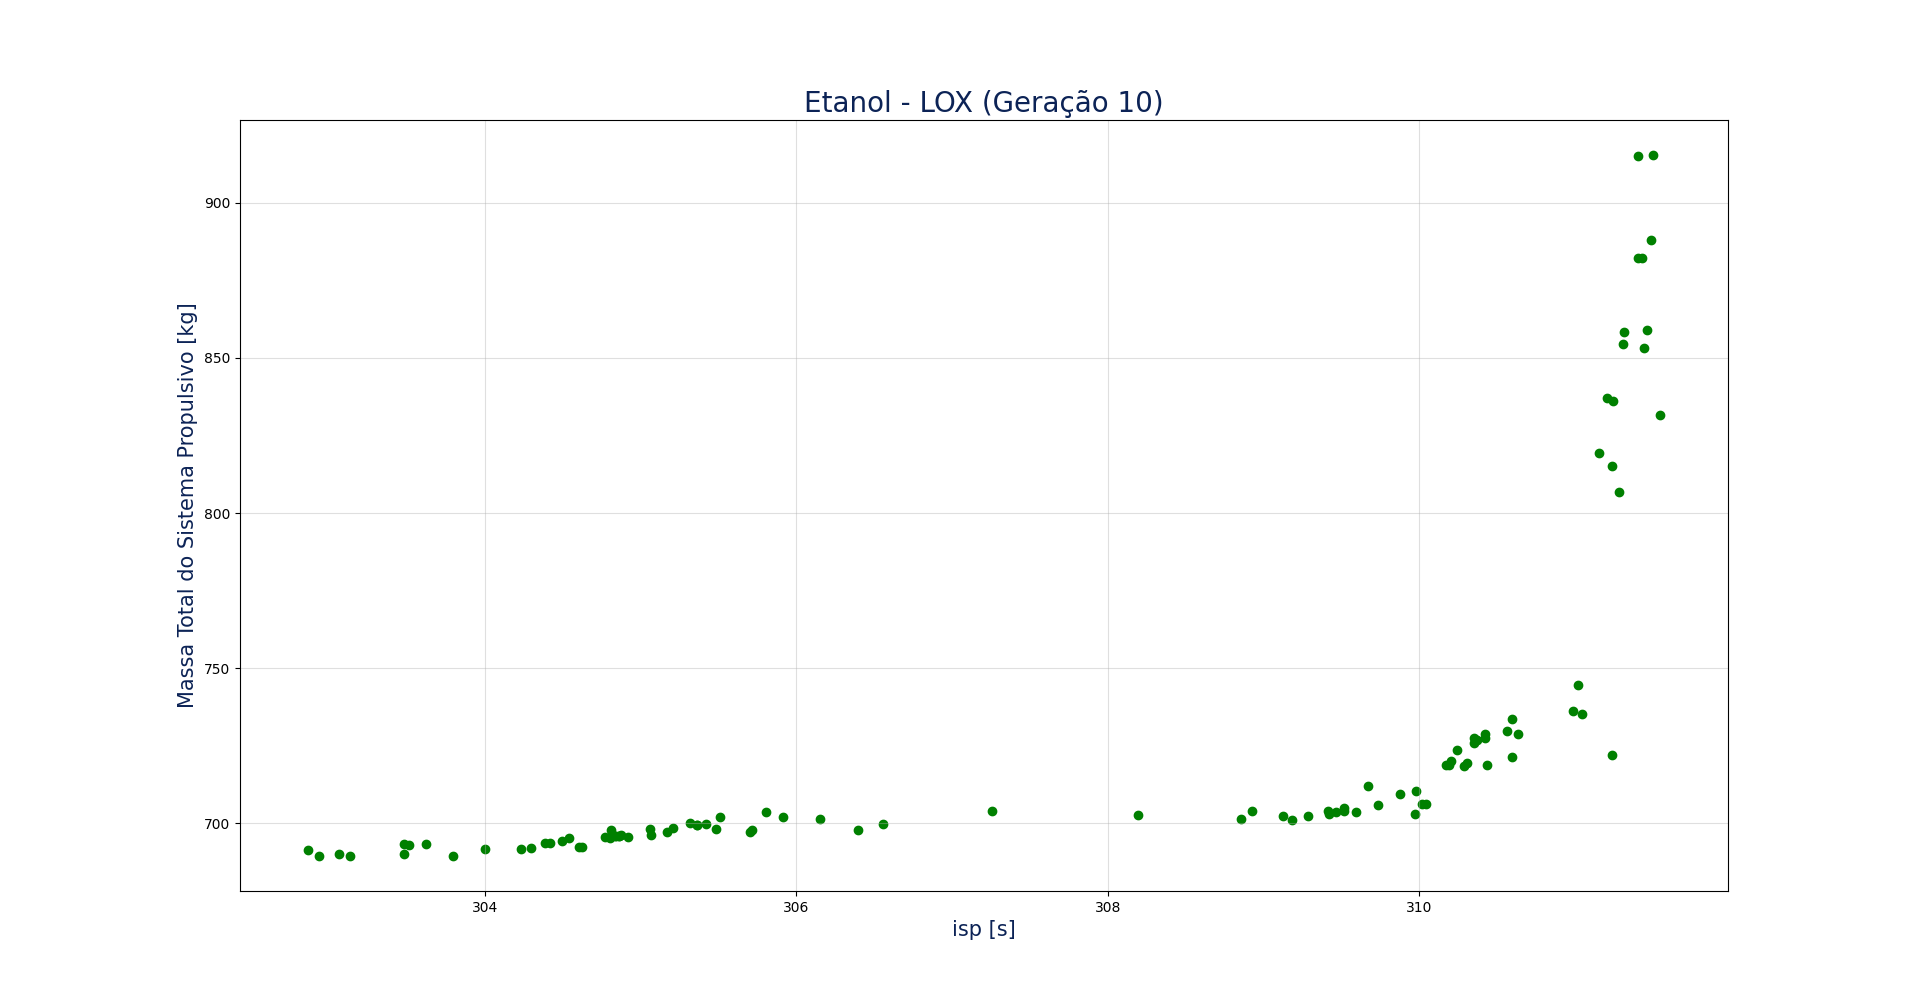 Etanol - LOX (Geração 10)
Massa Total do Sistema Propulsivo [kg]
900
850
800
750
700
304 306 308 310
isp [s]